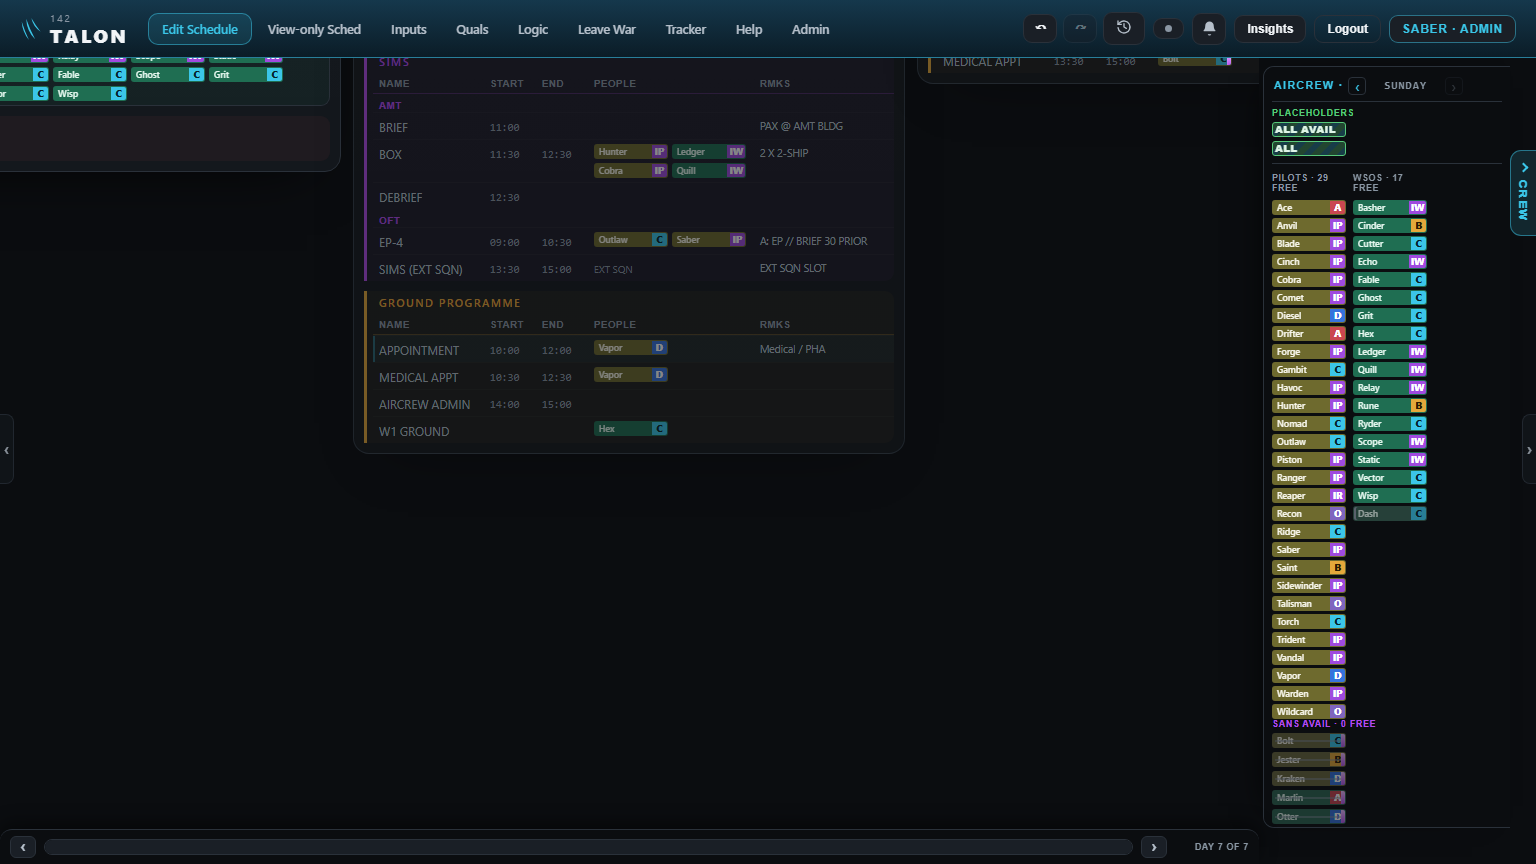 142
TALON
Edit Schedule
View-only Sched
Inputs
Quals
Logic
Leave War
Tracker
Help
Admin
Insights
Logout
SABER · ADMIN
Fable C
Ghost C
Grit C
C
Wisp C
SIMS
NAME START END PEOPLE RMKS
AMT
BRIEF 11:00 PAX @ AMT BLDG
BOX 11:30 12:30 Hunter IP Ledger IW 2 X 2-SHIP
Cobra IP Quill IW
DEBRIEF 12:30
OFT
EP-4 09:00 10:30 Outlaw C Saber IP A: EP // BRIEF 30 PRIOR
SIMS (EXT SQN) 13:30 15:00 EXT SQN EXT SQN SLOT
GROUND PROGRAMME
NAME START END PEOPLE RMKS
APPOINTMENT 10:00 12:00 Vapor D Medical / PHA
MEDICAL APPT 10:30 12:30 Vapor D
AIRCREW ADMIN 14:00 15:00
W1 GROUND Hex C
MEDICAL APPT 13:30 15:00 Bolt C
AIRCREW · ‹ SUNDAY ›
PLACEHOLDERS
ALL AVAIL
ALL
PILOTS · 29 FREE
WSOS · 17 FREE
Ace A Basher IW
Anvil IP Cinder B
Blade IP Cutter C
Cinch IP Echo IW
Cobra IP Fable C
Comet IP Ghost C
Diesel D Grit C
Drifter A Hex C
Forge IP Ledger IW
Gambit C Quill IW
Havoc IP Relay IW
Hunter IP Rune B
Nomad C Ryder C
Outlaw C Scope IW
Piston IP Static IW
Ranger IP Vector C
Reaper IR Wisp C
Recon O Dash C
Ridge C
Saber IP
Saint B
Sidewinder IP
Talisman O
Torch C
Trident IP
Vandal IP
Vapor D
Warden IP
Wildcard O
SANS AVAIL · 0 FREE
Bolt C
Jester B
Kraken D
Marlin A
Otter D
CREW
DAY 7 OF 7